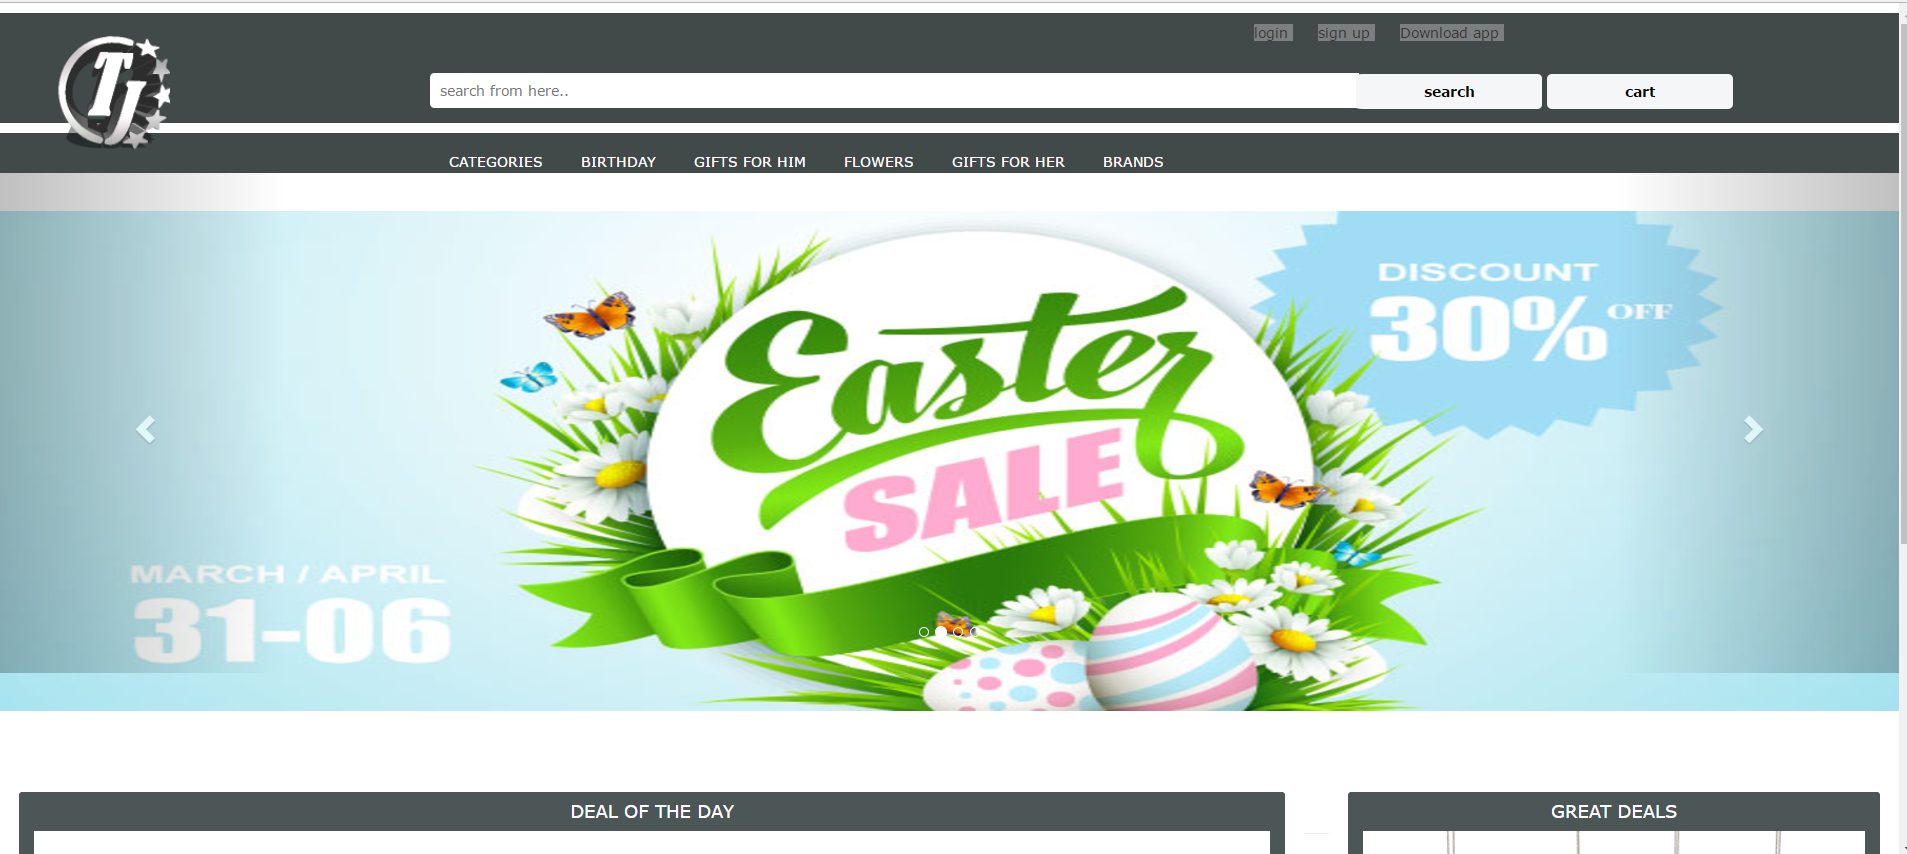 login sign up Download app
TJ
search from here.. search cart
CATEGORIES BIRTHDAY GIFTS FOR HIM FLOWERS GIFTS FOR HER BRANDS
DISCOUNT
30% OFF
Easter
SALE
MARCH / APRIL
31-06
DEAL OF THE DAY GREAT DEALS